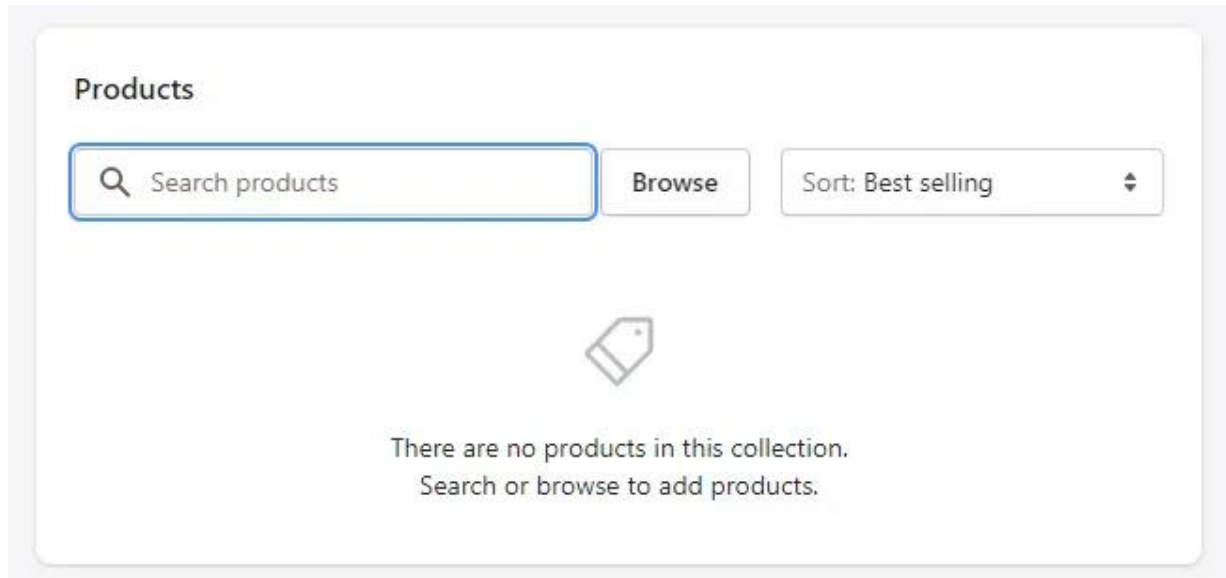 Products
Search products
Browse
Sort: Best selling
There are no products in this collection.
Search or browse to add products.